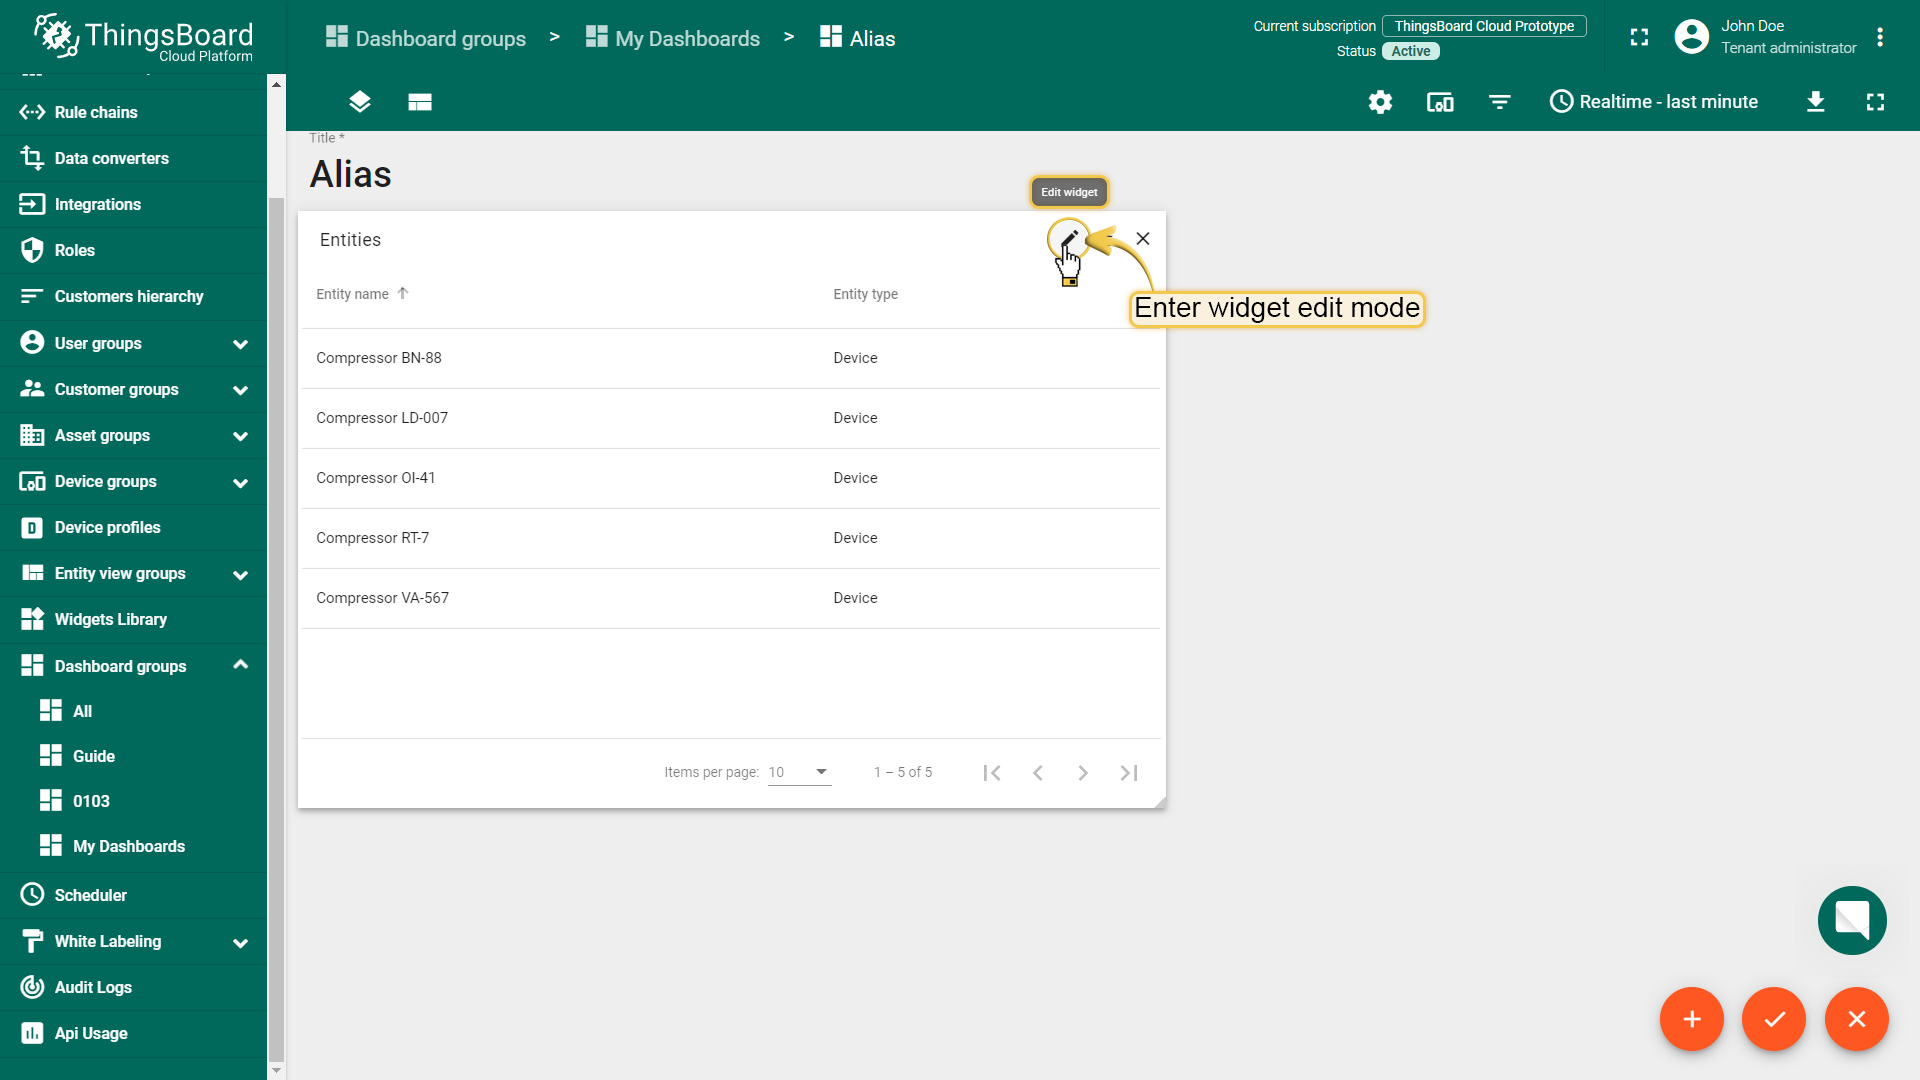 ThingsBoard
Cloud Platform
Dashboard groups > My Dashboards > Alias
Current subscription ThingsBoard Cloud Prototype
Status Active
John Doe
Tenant administrator
Realtime - last minute
Rule chains
Data converters
Integrations
Roles
Customers hierarchy
User groups
Customer groups
Asset groups
Device groups
Device profiles
Entity view groups
Widgets Library
Dashboard groups
All
Guide
0103
My Dashboards
Scheduler
White Labeling
Audit Logs
Api Usage
Title *
Alias
Edit widget
Entities
Enter widget edit mode
Entity name Entity type
Compressor BN-88 Device
Compressor LD-007 Device
Compressor OI-41 Device
Compressor RT-7 Device
Compressor VA-567 Device
Items per page: 10 1 – 5 of 5